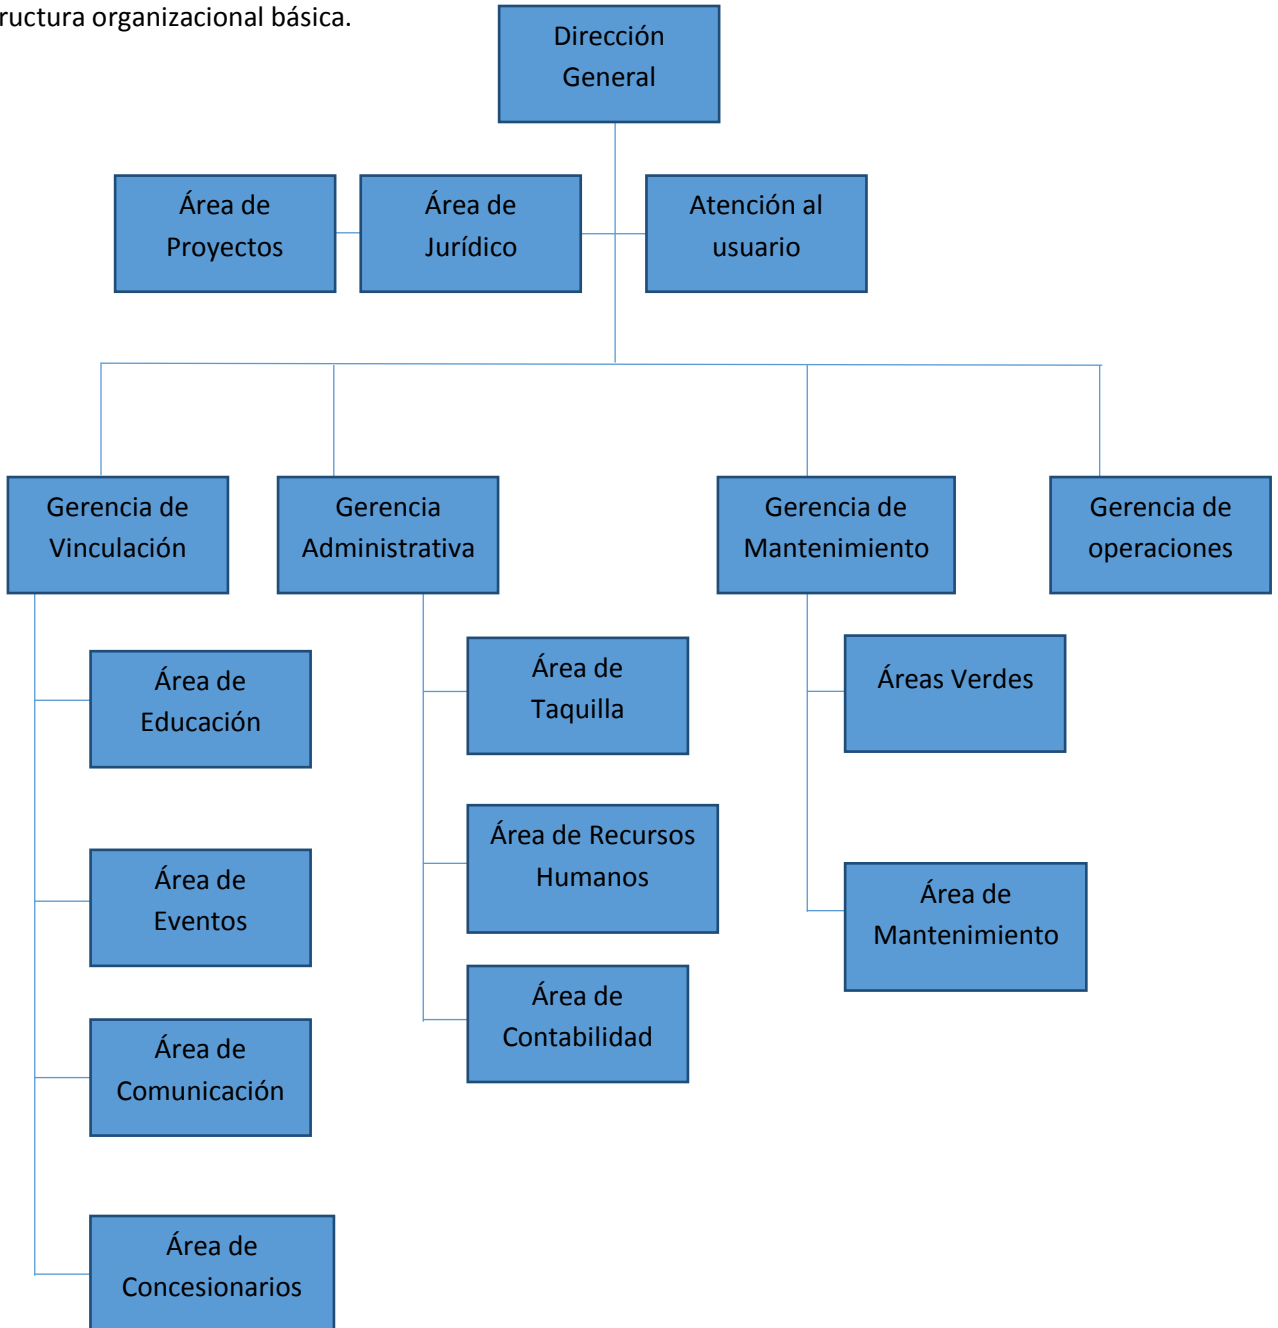 ructura organizacional básica.
Dirección
General
Área de
Proyectos
Área de
Jurídico
Atención al
usuario
Gerencia de
Vinculación
Gerencia
Administrativa
Gerencia de
Mantenimiento
Gerencia de
operaciones
Área de
Educación
Área de
Eventos
Área de
Comunicación
Área de
Concesionarios
Área de
Taquilla
Área de Recursos
Humanos
Área de
Contabilidad
Áreas Verdes
Área de
Mantenimiento